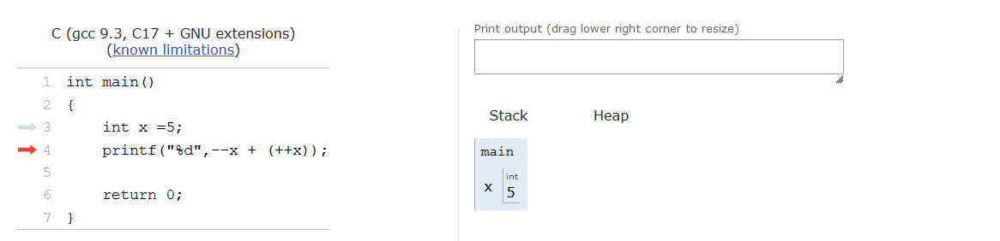 C (gcc 9.3, C17 + GNU extensions)
(known limitations)
1 int main()
2 {
3 int x =5;
4 printf("%d",--x + (++x));
5
6 return 0;
7 }
Print output (drag lower right corner to resize)
Stack Heap
main
int
x 5